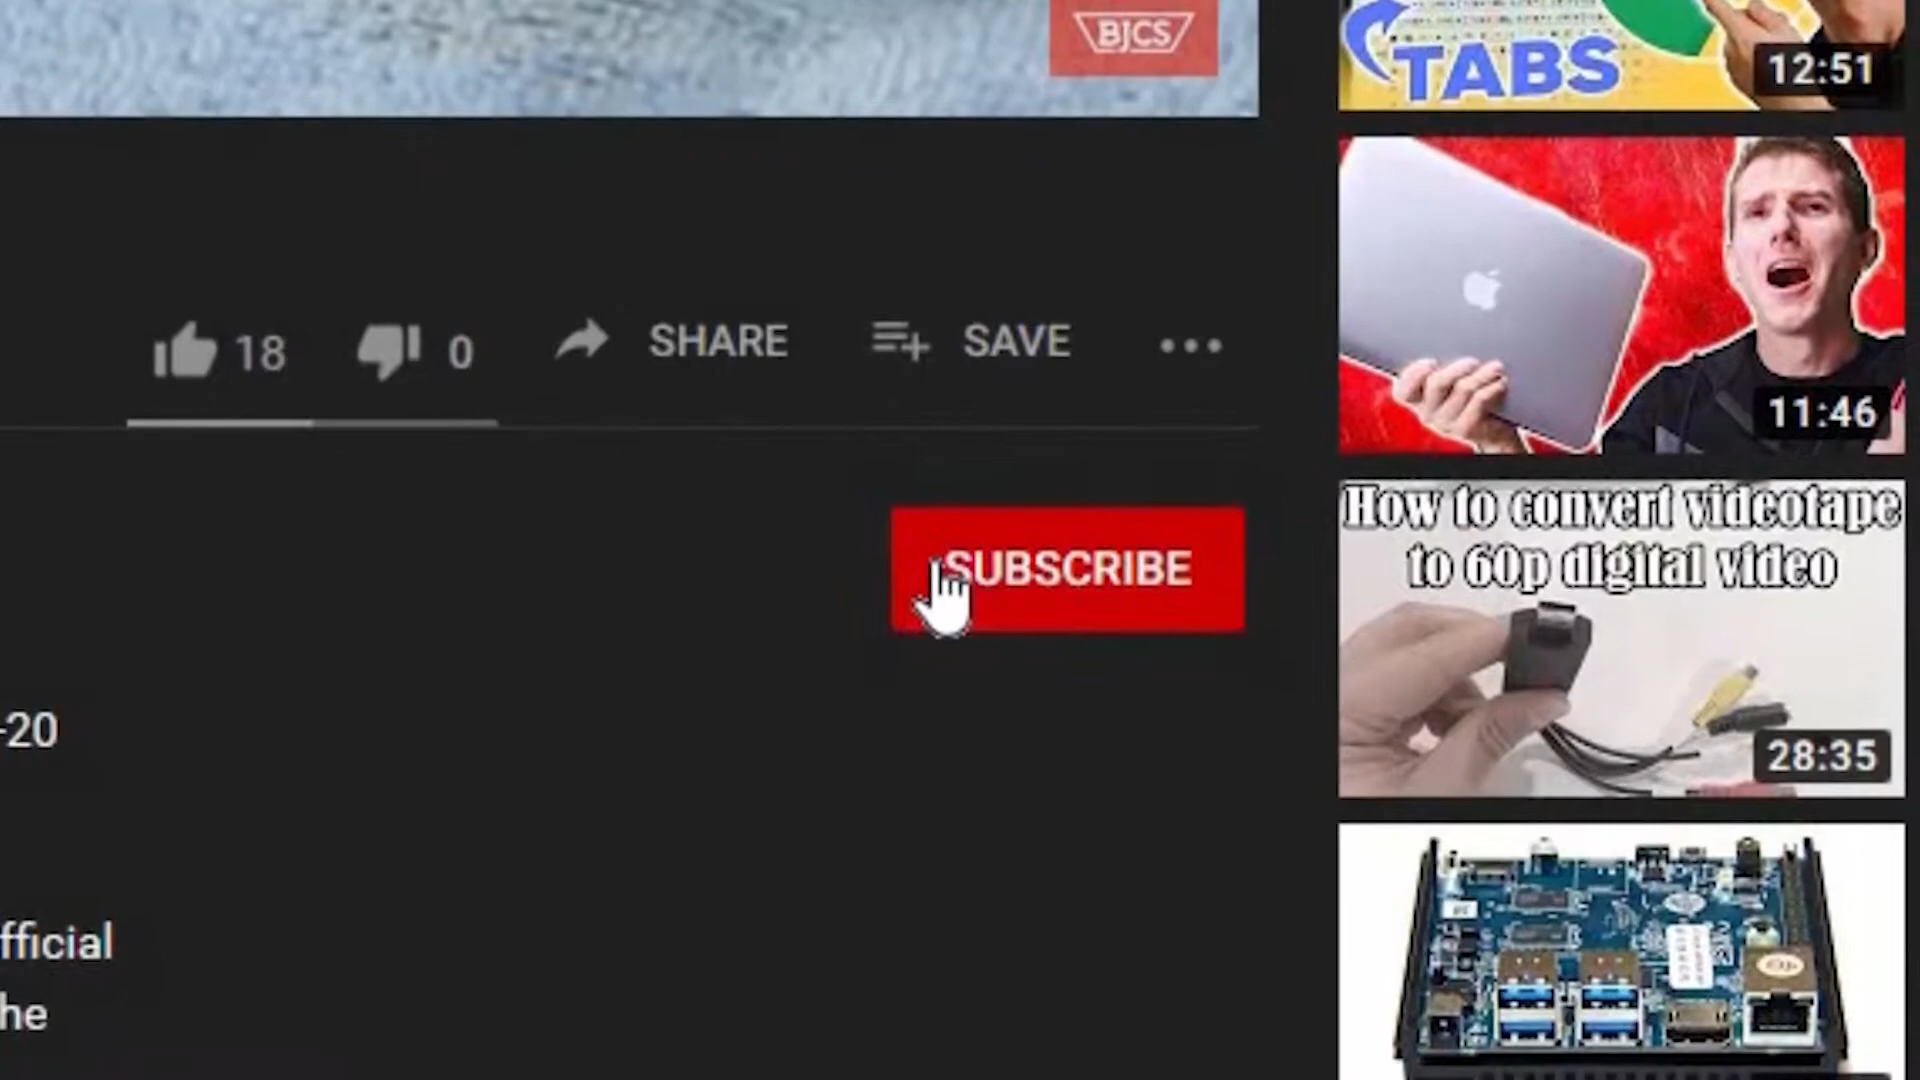 BJCS
TABS
12:51
11:46
18
0
SHARE
SAVE
SUBSCRIBE
How to convert videotape
to 60p digital video
28:35
-20
fficial
he